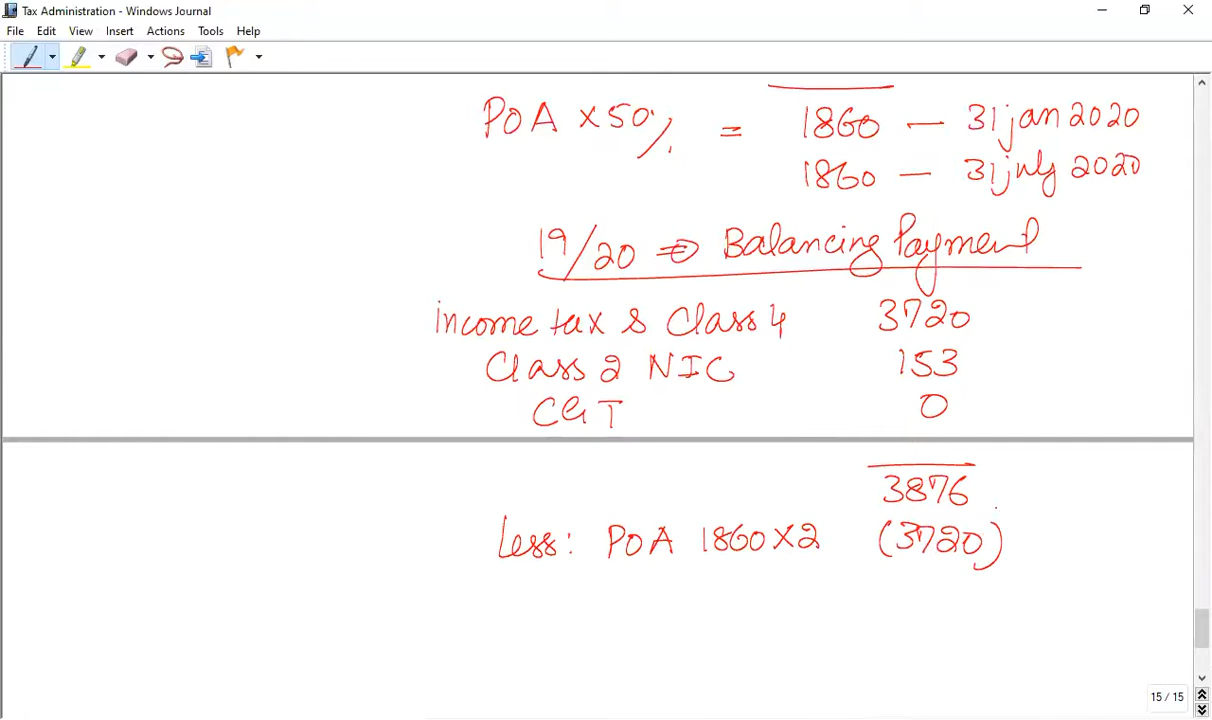 Tax Administration - Windows Journal
File Edit View Insert Actions Tools Help
POA x 50% = 1860 — 31 jan 2020
1860 — 31 july 2020
19/20 => Balancing Payment
income tax & Class 4 3720
Class 2 NIC 153
CGT 0
3876
Less: POA 1860x2 (3720)
15 / 15